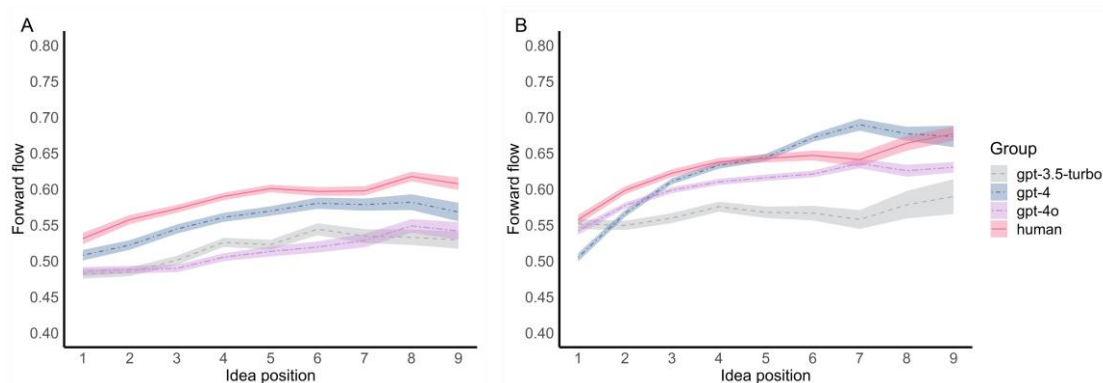 A
0.80
0.75
0.70
0.65
0.60
0.55
0.50
0.45
0.40
Forward flow
1 2 3 4 5 6 7 8 9
Idea position
B
0.80
0.75
0.70
0.65
0.60
0.55
0.50
0.45
0.40
Forward flow
1 2 3 4 5 6 7 8 9
Idea position
Group
gpt-3.5-turbo
gpt-4
gpt-4o
human